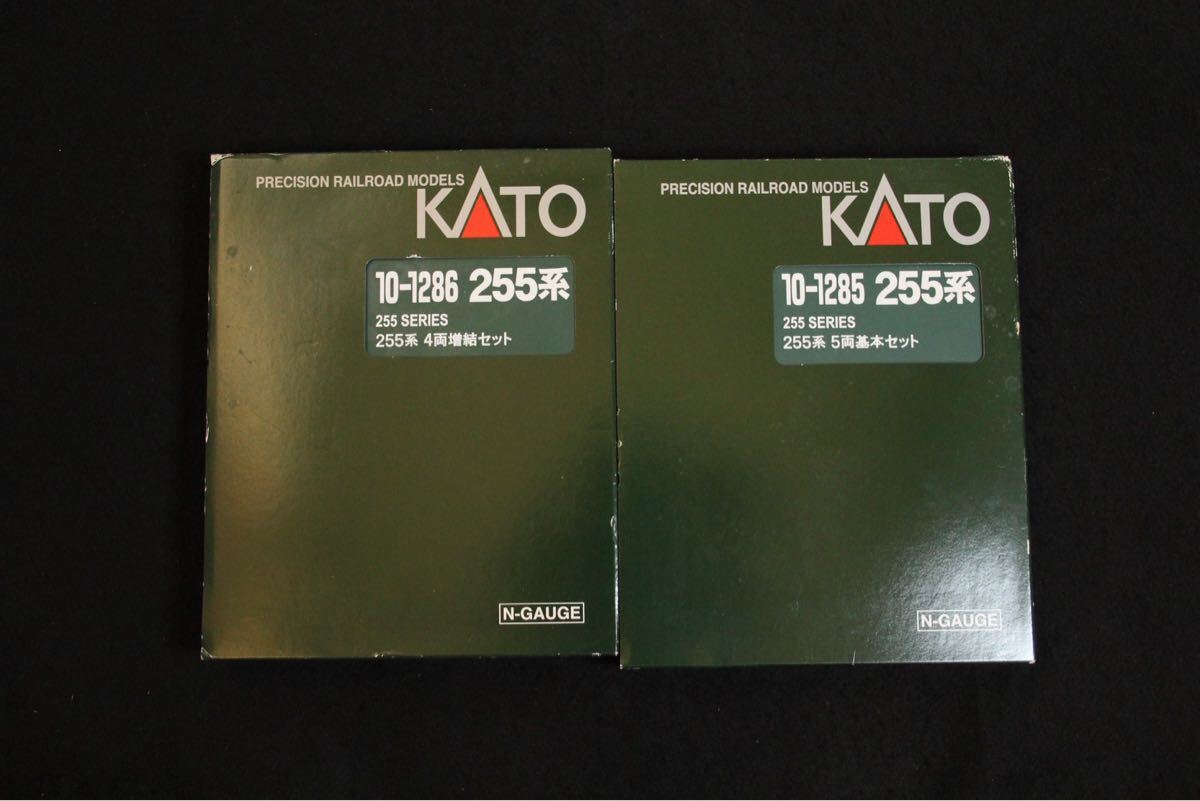 PRECISION RAILROAD MODELS
KATO
10-1286 255系
255 SERIES
255系 4両増結セット
N-GAUGE
PRECISION RAILROAD MODELS
KATO
10-1285 255系
255 SERIES
255系 5両基本セット
N-GAUGE